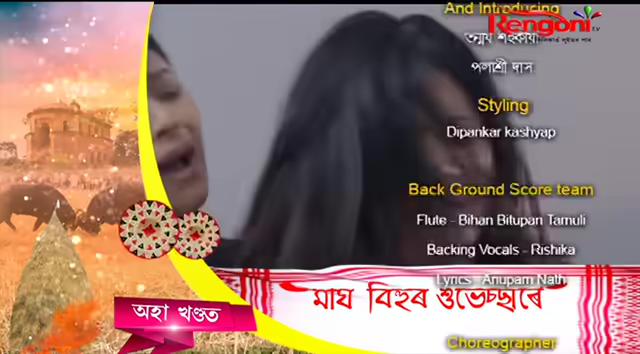 And Introducing
Rengoni TV
পলাশ্ৰী দাস
Styling
Dipankar kashyap
Back Ground Score team
Flute - Bihan Bitupan Tamuli
Backing Vocals - Rishika
Lyrics - Anupam Nath
মাঘ বিহুৰ শুভেচ্ছাৰে
অহা খণ্ডত
Choreographer